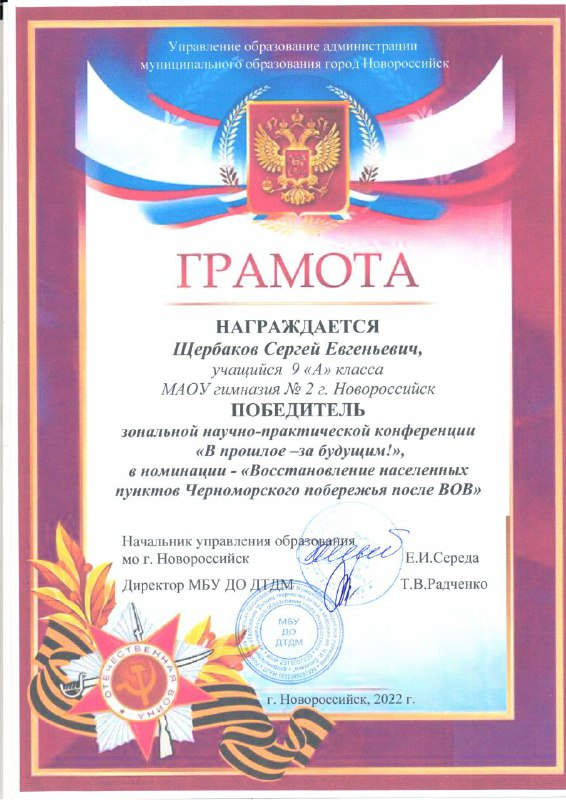 Управление образование администрации
муниципального образования город Новороссийск
ГРАМОТА
НАГРАЖДАЕТСЯ
Щербаков Сергей Евгеньевич,
учащийся 9 «А» класса
МАОУ гимназия № 2 г. Новороссийск
ПОБЕДИТЕЛЬ
зональной научно-практической конференции
«В прошлое –за будущим!»,
в номинации - «Восстановление населенных
пунктов Черноморского побережья после ВОВ»
Начальник управления образования
мо г. Новороссийск Е.И.Середа
Директор МБУ ДО ДТДМ Т.В.Радченко
МБУ
ДО
ДТДМ
ОТЕЧЕСТВЕННАЯ ВОЙНА
г. Новороссийск, 2022 г.